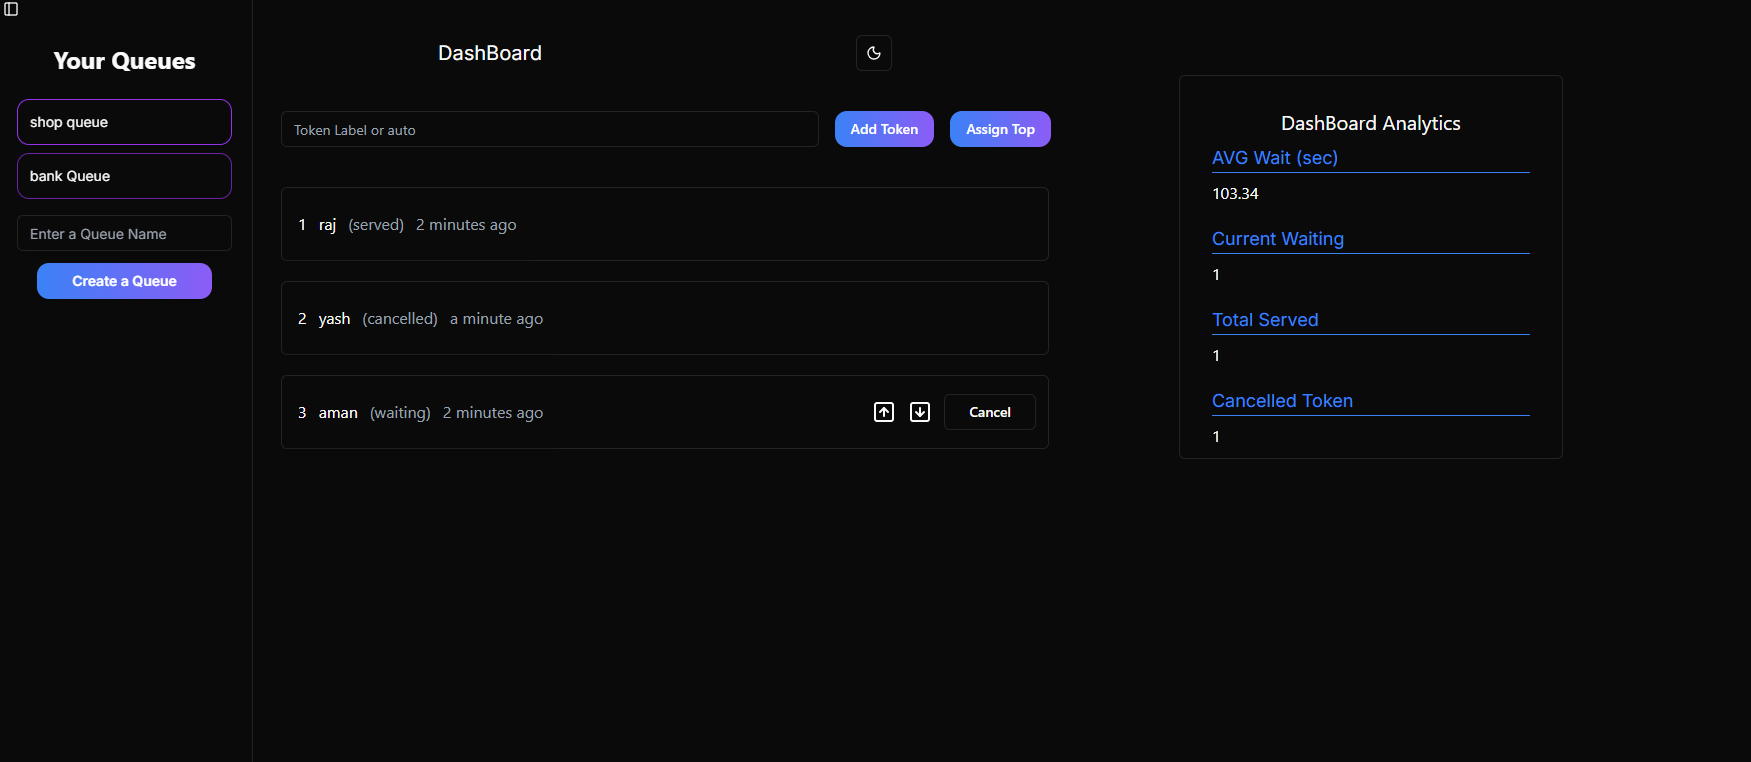 Your Queues
shop queue
bank Queue
Enter a Queue Name
Create a Queue
DashBoard
Token Label or auto
Add Token
Assign Top
1 raj (served) 2 minutes ago
2 yash (cancelled) a minute ago
3 aman (waiting) 2 minutes ago
Cancel
DashBoard Analytics
AVG Wait (sec)
103.34
Current Waiting
1
Total Served
1
Cancelled Token
1